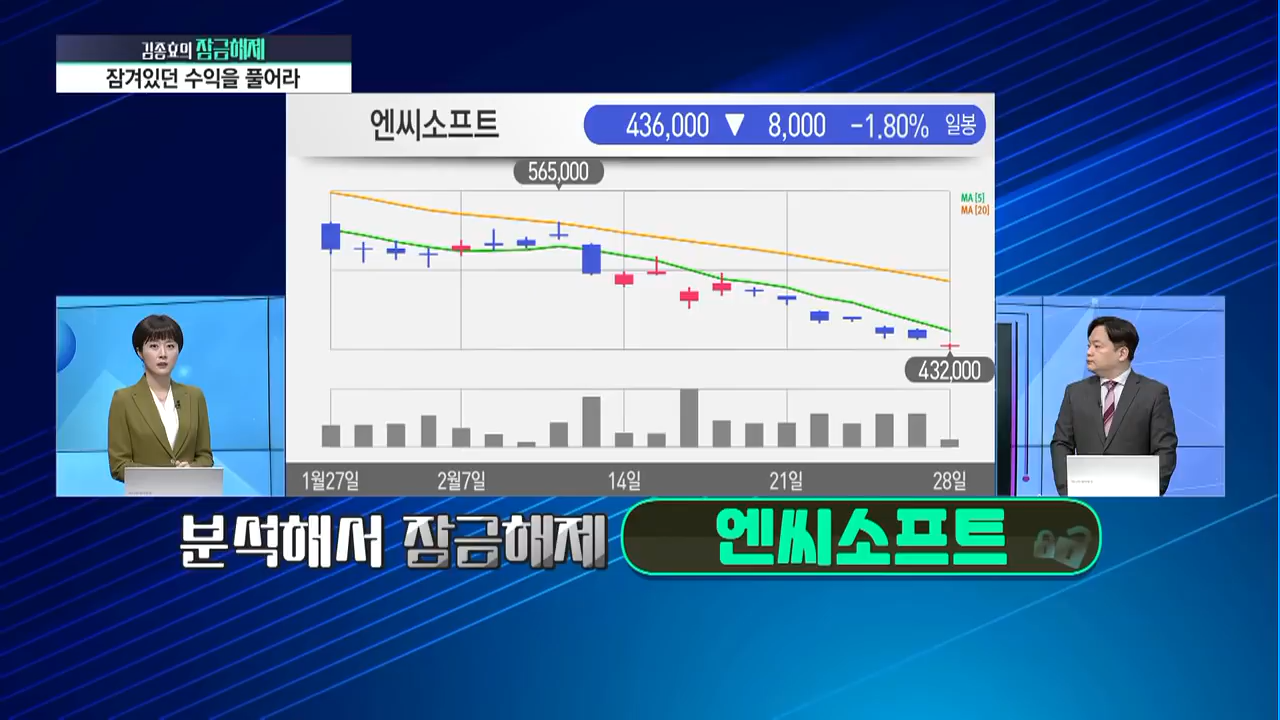 김종효의 잠금해제
잠겨있던 수익을 풀어라
엔씨소프트
436,000 ▼ 8,000 -1.80% 일봉
565,000
MA [5]
MA [20]
432,000
1월27일 2월7일 14일 21일 28일
분석해서 잠금해제 엔씨소프트